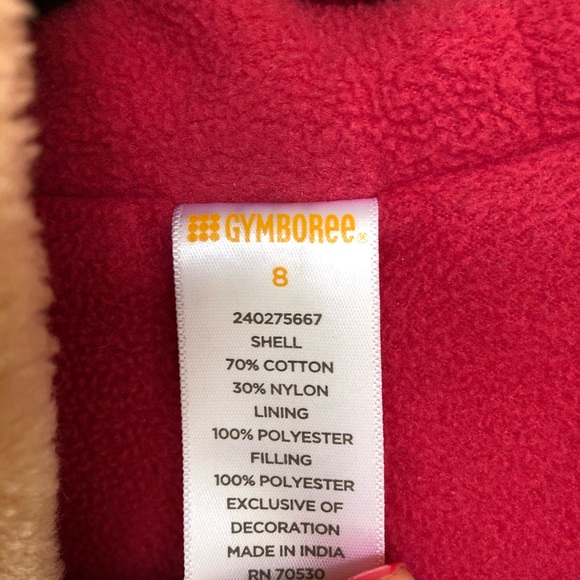 GYMBOREE®
8
240275667
SHELL
70% COTTON
30% NYLON
LINING
100% POLYESTER
FILLING
100% POLYESTER
EXCLUSIVE OF
DECORATION
MADE IN INDIA
RN 70530